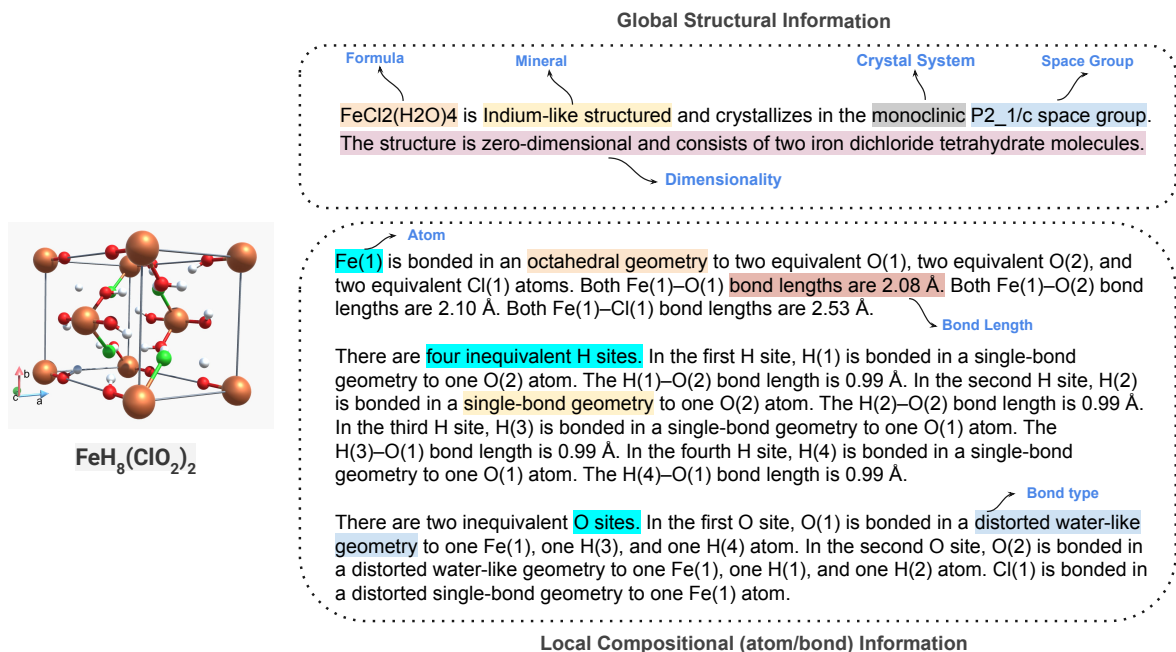 Global Structural Information
Formula
Mineral
Crystal System
Space Group
FeCl2(H2O)4 is Indium-like structured and crystallizes in the monoclinic P2_1/c space group.
The structure is zero-dimensional and consists of two iron dichloride tetrahydrate molecules.
Dimensionality
Atom
Fe(1) is bonded in an octahedral geometry to two equivalent O(1), two equivalent O(2), and
two equivalent Cl(1) atoms. Both Fe(1)–O(1) bond lengths are 2.08 Å. Both Fe(1)–O(2) bond
lengths are 2.10 Å. Both Fe(1)–Cl(1) bond lengths are 2.53 Å.
Bond Length
There are four inequivalent H sites. In the first H site, H(1) is bonded in a single-bond
geometry to one O(2) atom. The H(1)–O(2) bond length is 0.99 Å. In the second H site, H(2)
is bonded in a single-bond geometry to one O(2) atom. The H(2)–O(2) bond length is 0.99 Å.
In the third H site, H(3) is bonded in a single-bond geometry to one O(1) atom. The
H(3)–O(1) bond length is 0.99 Å. In the fourth H site, H(4) is bonded in a single-bond
geometry to one O(1) atom. The H(4)–O(1) bond length is 0.99 Å.
Bond type
There are two inequivalent O sites. In the first O site, O(1) is bonded in a distorted water-like
geometry to one Fe(1), one H(3), and one H(4) atom. In the second O site, O(2) is bonded in
a distorted water-like geometry to one Fe(1), one H(1), and one H(2) atom. Cl(1) is bonded in
a distorted single-bond geometry to one Fe(1) atom.
Local Compositional (atom/bond) Information
b
c
a
FeH₈(ClO₂)₂